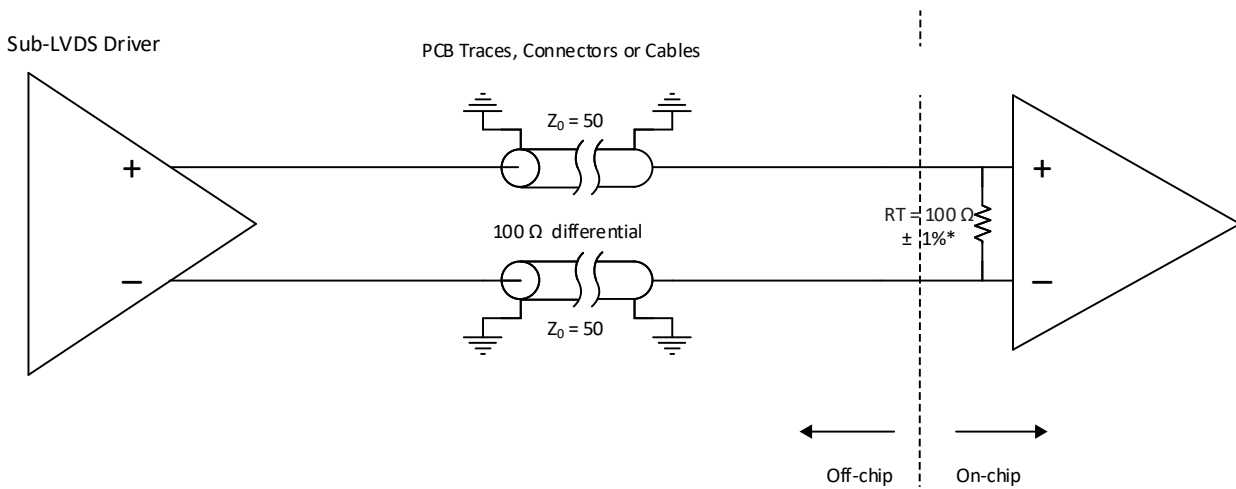 Sub-LVDS Driver
PCB Traces, Connectors or Cables
Z0 = 50
+
+
RT = 100 Ω
± 1%*
100 Ω differential
−
−
Z0 = 50
Off-chip
On-chip